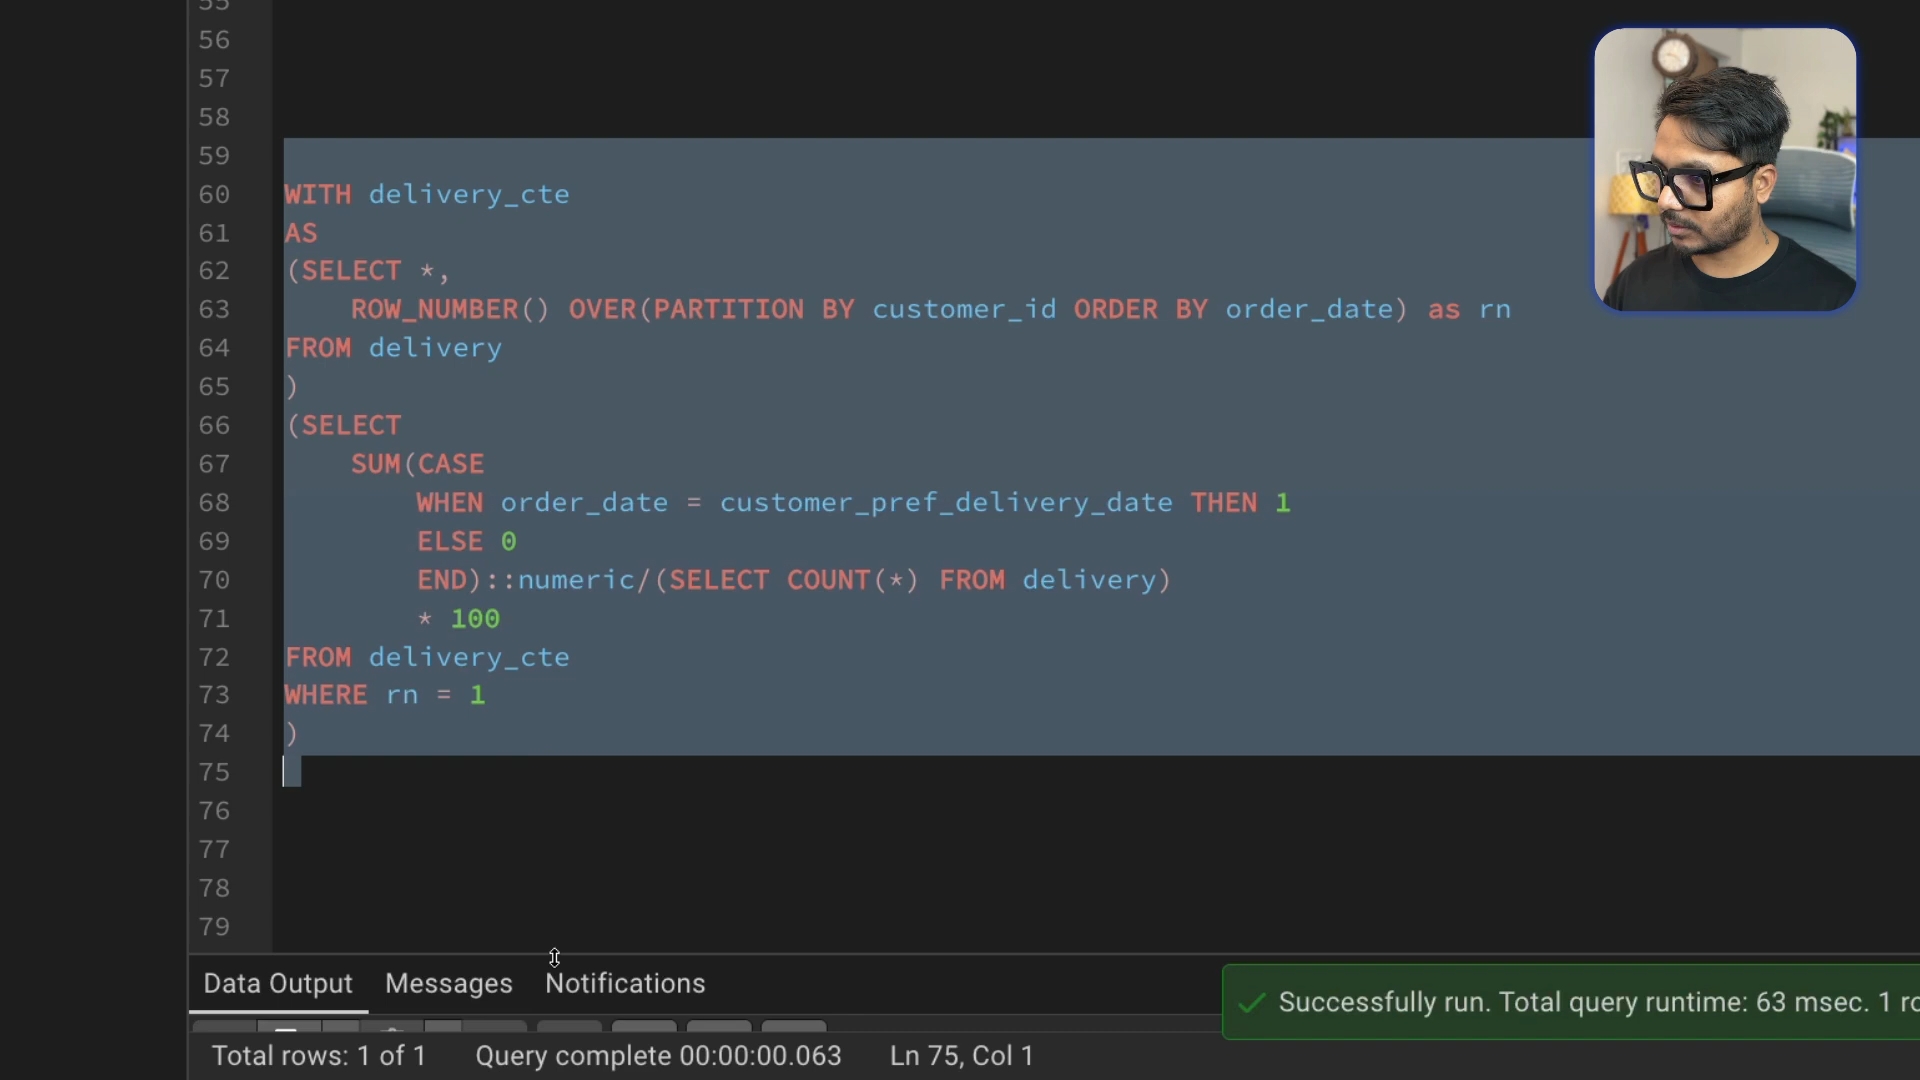 55
56
57
58
59
60 WITH delivery_cte
61 AS
62 (SELECT *,
63 ROW_NUMBER() OVER(PARTITION BY customer_id ORDER BY order_date) as rn
64 FROM delivery
65 )
66 (SELECT
67 SUM(CASE
68 WHEN order_date = customer_pref_delivery_date THEN 1
69 ELSE 0
70 END)::numeric/(SELECT COUNT(*) FROM delivery)
71 * 100
72 FROM delivery_cte
73 WHERE rn = 1
74 )
75
76
77
78
79
Data Output Messages Notifications
Successfully run. Total query runtime: 63 msec. 1 ro
Total rows: 1 of 1 Query complete 00:00:00.063 Ln 75, Col 1